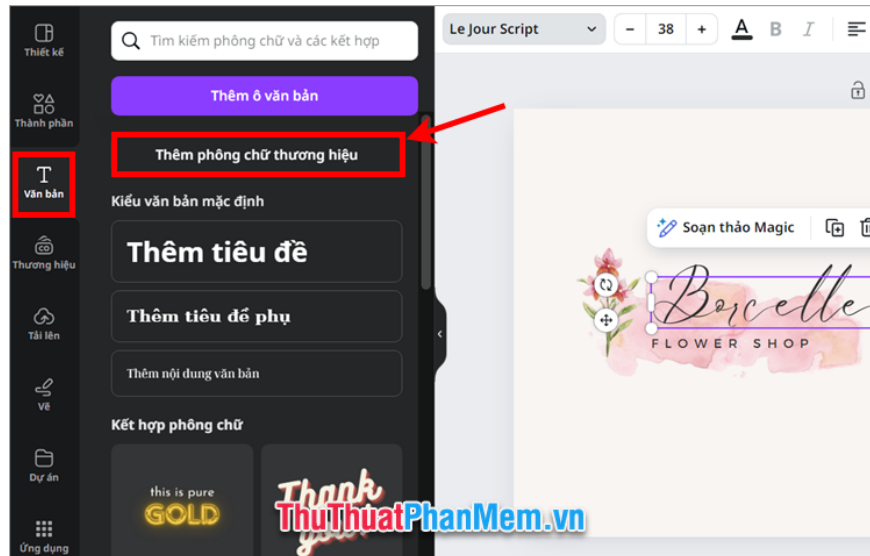 Thiết kế
Thành phần
Văn bản
Thương hiệu
Tải lên
Vẽ
Dự án
Ứng dụng
Tìm kiếm phông chữ và các kết hợp
Thêm ô văn bản
Thêm phông chữ thương hiệu
Kiểu văn bản mặc định
Thêm tiêu đề
Thêm tiêu đề phụ
Thêm nội dung văn bản
Kết hợp phông chữ
this is pure
GOLD
Thank
you!
Le Jour Script
– 38 +
A B I
Soạn thảo Magic
Borcelle
FLOWER SHOP
ThuThuatPhanMem.vn